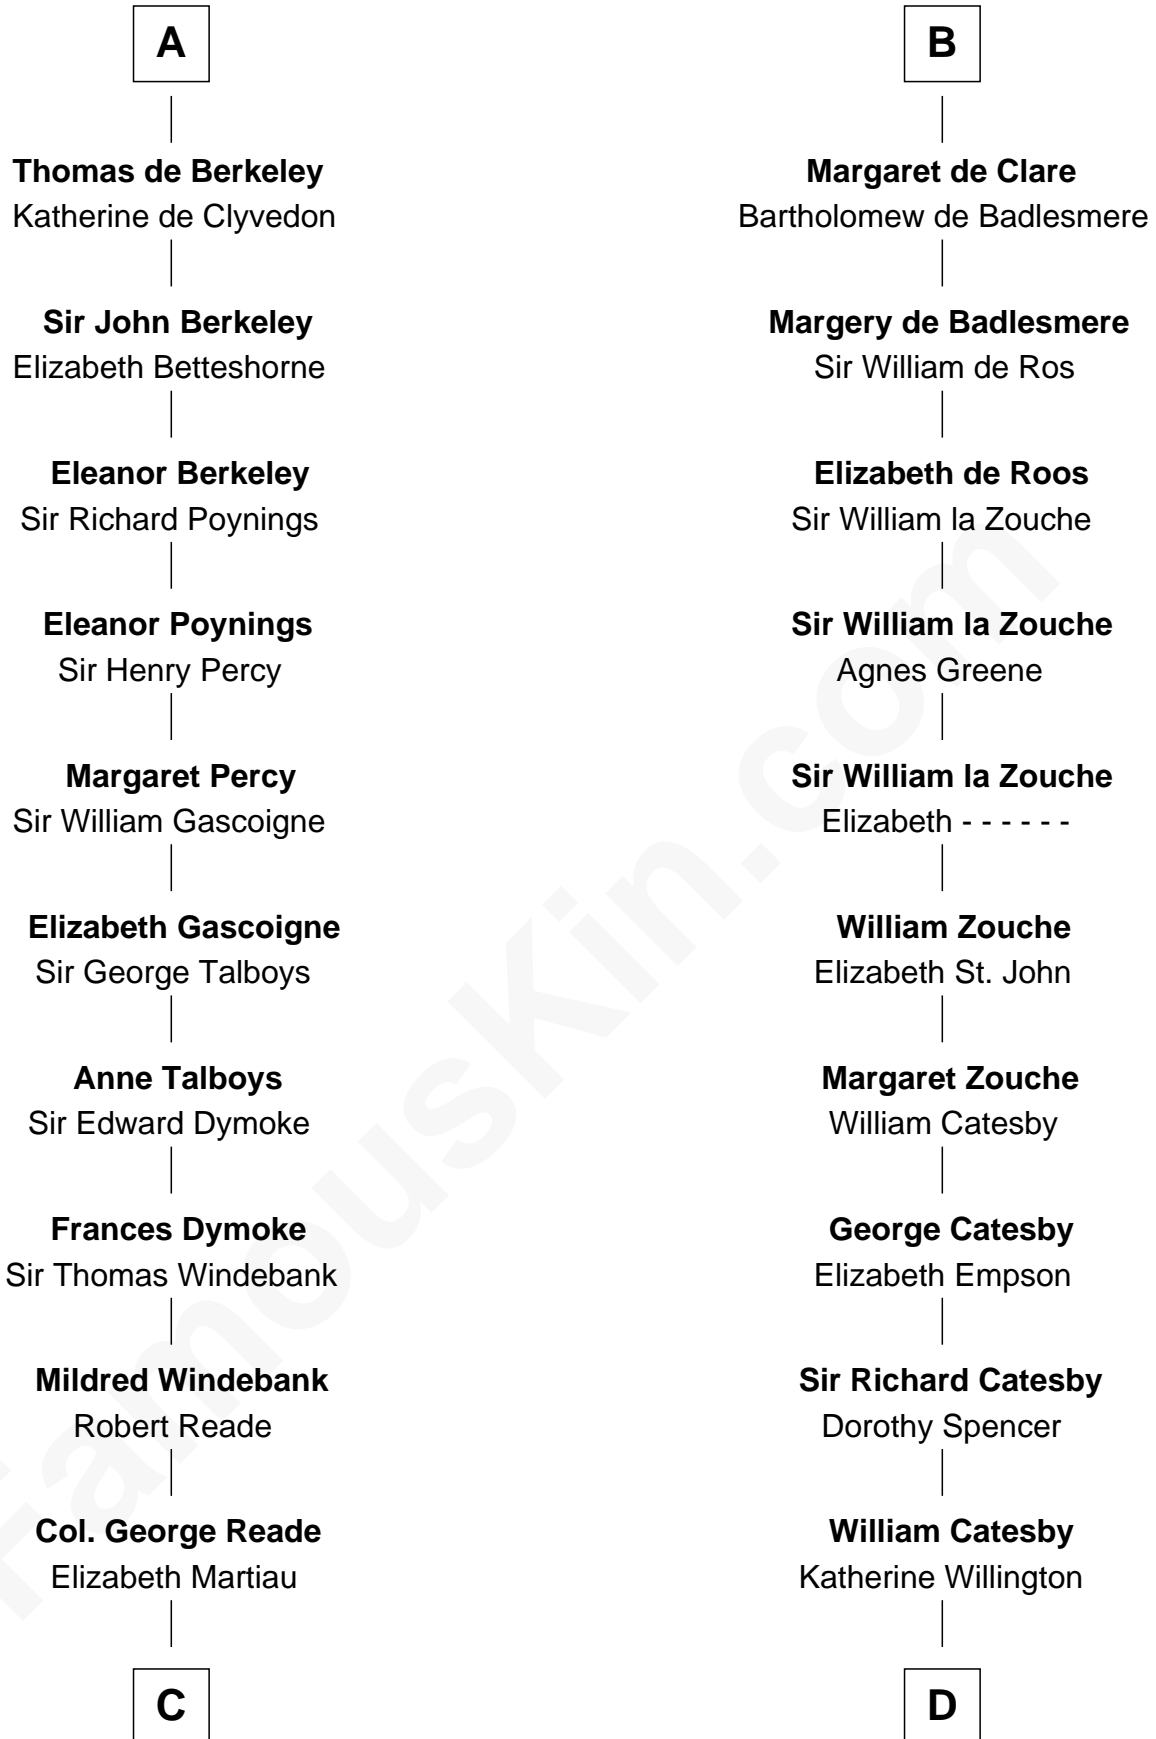 A
Thomas de Berkeley
Katherine de Clyvedon
Sir John Berkeley
Elizabeth Betteshorne
Eleanor Berkeley
Sir Richard Poynings
Eleanor Poynings
Sir Henry Percy
Margaret Percy
Sir William Gascoigne
Elizabeth Gascoigne
Sir George Talboys
Anne Talboys
Sir Edward Dymoke
Frances Dymoke
Sir Thomas Windebank
Mildred Windebank
Robert Reade
Col. George Reade
Elizabeth Martiau
C
B
Margaret de Clare
Bartholomew de Badlesmere
Margery de Badlesmere
Sir William de Ros
Elizabeth de Roos
Sir William la Zouche
Sir William la Zouche
Agnes Greene
Sir William la Zouche
Elizabeth - - - - - -
William Zouche
Elizabeth St. John
Margaret Zouche
William Catesby
George Catesby
Elizabeth Empson
Sir Richard Catesby
Dorothy Spencer
William Catesby
Katherine Willington
D
FamousKin.com